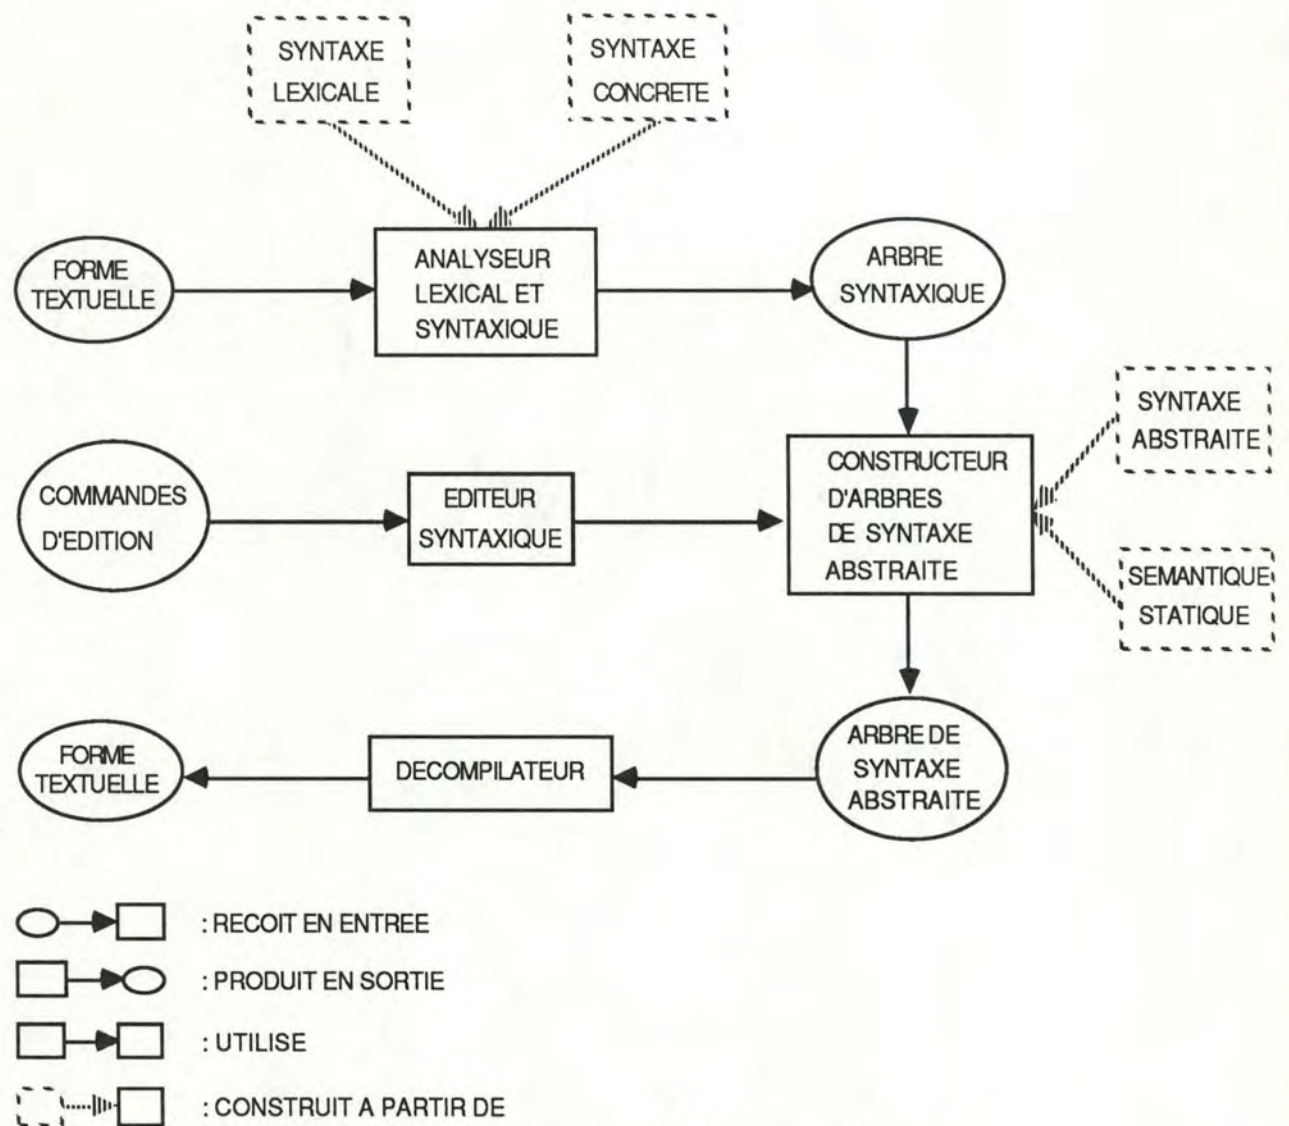 SYNTAXE
LEXICALE
SYNTAXE
CONCRETE
FORME
TEXTUELLE
ANALYSEUR
LEXICAL ET
SYNTAXIQUE
ARBRE
SYNTAXIQUE
SYNTAXE
ABSTRAITE
COMMANDES
D'EDITION
EDITEUR
SYNTAXIQUE
CONSTRUCTEUR
D'ARBRES
DE SYNTAXE
ABSTRAITE
SEMANTIQUE
STATIQUE
FORME
TEXTUELLE
DECOMPILATEUR
ARBRE DE
SYNTAXE
ABSTRAITE
: RECOIT EN ENTREE
: PRODUIT EN SORTIE
: UTILISE
: CONSTRUIT A PARTIR DE